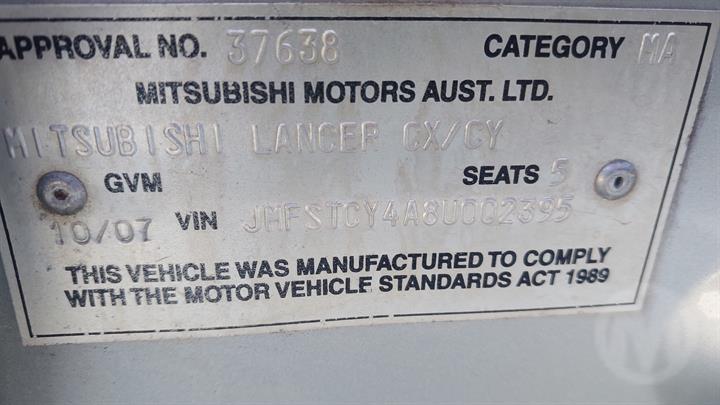 APPROVAL NO. 37638 CATEGORY MA
MITSUBISHI MOTORS AUST. LTD.
MITSUBISHI LANCER CX/CY
GVM SEATS 5
10/07 VIN JMFSTCY4A8U002395
THIS VEHICLE WAS MANUFACTURED TO COMPLY
WITH THE MOTOR VEHICLE STANDARDS ACT 1989
M